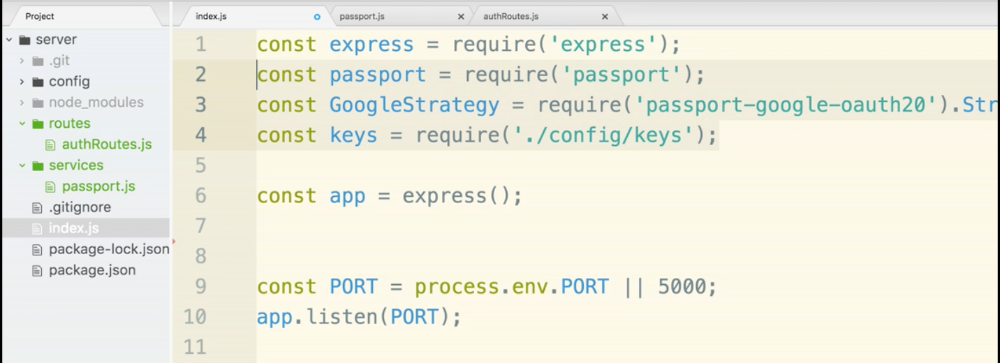 Project
index.js
passport.js
authRoutes.js
server
.git
config
node_modules
routes
authRoutes.js
services
passport.js
.gitignore
index.js
package-lock.json
package.json
1 const express = require('express');
2 const passport = require('passport');
3 const GoogleStrategy = require('passport-google-oauth20').Str
4 const keys = require('./config/keys');
5
6 const app = express();
7
8
9 const PORT = process.env.PORT || 5000;
10 app.listen(PORT);
11